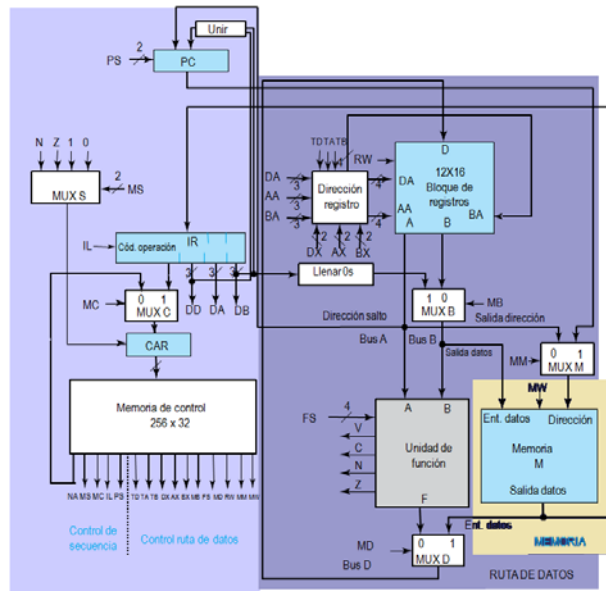 Unir
2
PS
PC
N Z 1 0
2
MUX S
MS
TD TA TB
4
RW
D
12X16
Bloque de
registros
DA
AA
BA
3
3
3
Dirección
registro
4
4
DA
AA
A
B
BA
2
2
2
DX
AX
BX
IR
IL
Cód. operación
3
3
3
Llenar 0s
MC
0 1
MUX C
DD
DA
DB
1 0
MUX B
MB
Dirección salto
Salida dirección
CAR
Bus A
Bus B
Salida datos
0 1
MM
MUX M
MW
Memoria de control
256 x 32
FS
4
A
B
V
C
N
Z
Unidad de
función
F
Ent. datos
Dirección
Memoria
M
Salida datos
NA MS MC IL PS
TD TA TB DX AX BX MB FS MD RW MM MW
Control de
secuencia
Control ruta de datos
Ent. datos
MD
0 1
MUX D
Bus D
MEMORIA
RUTA DE DATOS